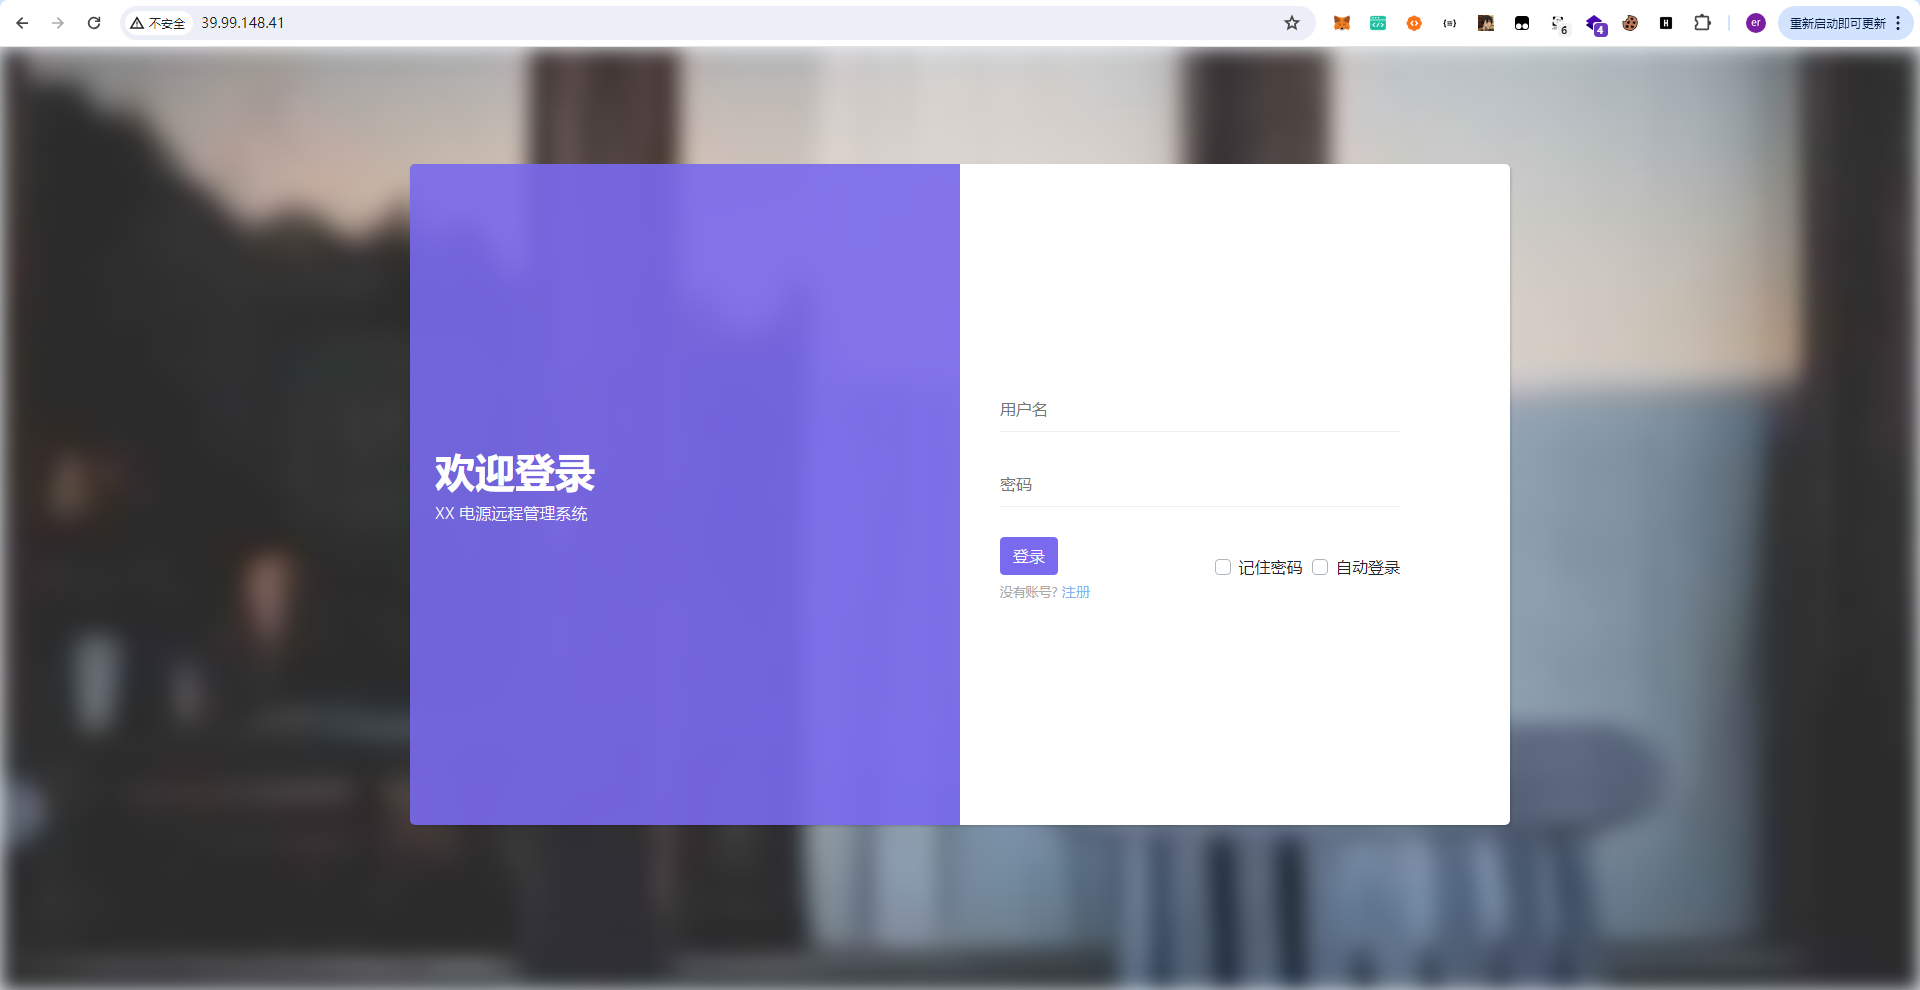 不安全
39.99.148.41
6
4
er
重新启动即可更新
欢迎登录
XX 电源远程管理系统
用户名
密码
登录
记住密码
自动登录
没有账号? 注册